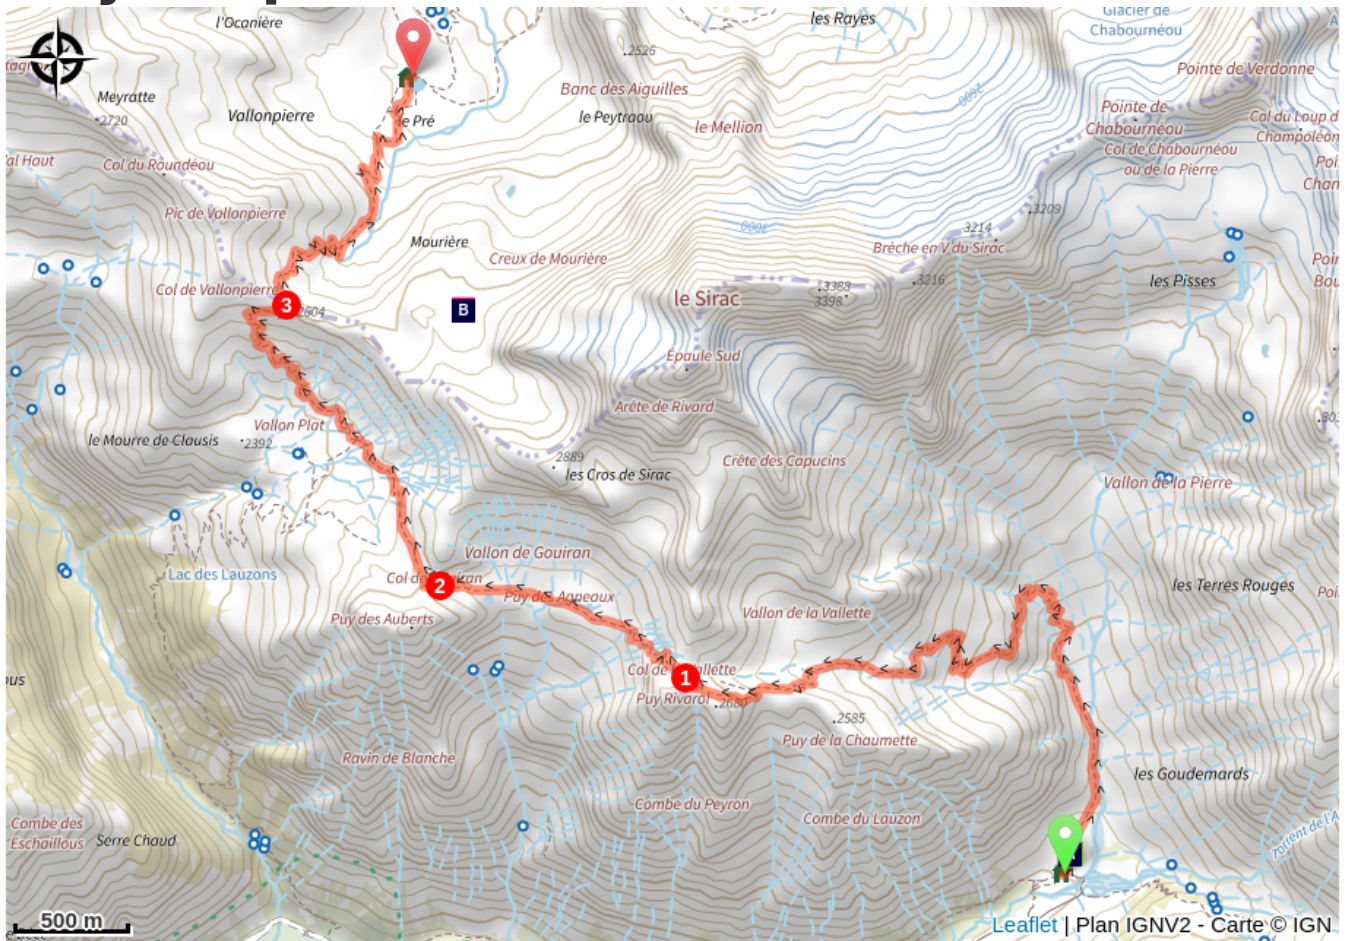 l'Ocanière
les Rayes
Glacier de
Chabournéou
2526
Pointe de Verdonne
Meyratte
2720
Vallonpierre
le Pré
Banc des Aiguilles
le Peytraou
le Mellion
2600
Pointe de
Chabournéou
Col de Chabournéou
ou de la Pierre
Col du Loup d
Champoléon
Col du Roundéou
Pic de Vallonpierre
3600
3209
3214
Mourière
Creux de Mourière
Brèche en V du Sirac
3216
les Pisses
Col de Vallonpierre
3
2604
B
le Sirac
3388
3398
Épaule Sud
Arête de Rivard
Vallon Plat
le Mourre de Clausis
2392
2889
les Cros de Sirac
Crête des Capucins
Vallon de la Pierre
Vallon de Gouiran
Lac des Lauzons
2
Puy des Agneaux
les Terres Rouges
Puy des Auberts
Vallon de la Vallette
1
Puy Rivarol
2585
Puy de la Chaumette
Ravin de Blanche
les Goudemards
Combe du Peyron
Combe du Lauzon
Combe des
Eschaillous
Serre Chaud
Torrent de l'A
500 m
Leaflet | Plan IGNV2 - Carte © IGN